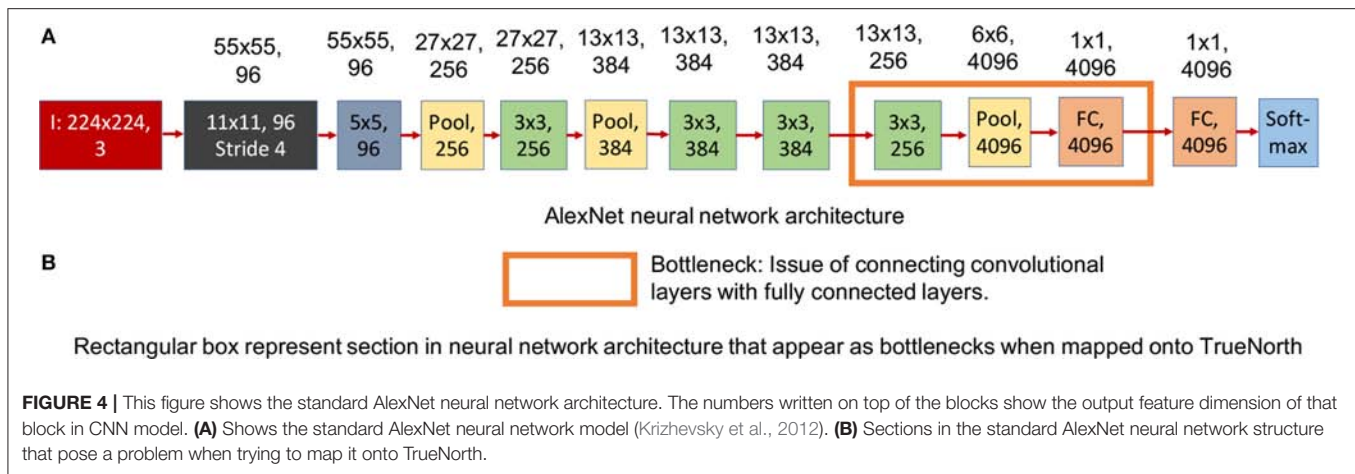 A
55x55,
96
55x55,
96
27x27,
256
27x27,
256
13x13,
384
13x13,
384
13x13,
384
13x13,
256
6x6,
4096
1x1,
4096
1x1,
4096
I: 224x224,
3
11x11, 96
Stride 4
5x5,
96
Pool,
256
3x3,
256
Pool,
384
3x3,
384
3x3,
384
3x3,
256
Pool,
4096
FC,
4096
FC,
4096
Soft-
max
AlexNet neural network architecture
B
Bottleneck: Issue of connecting convolutional
layers with fully connected layers.
Rectangular box represent section in neural network architecture that appear as bottlenecks when mapped onto TrueNorth
FIGURE 4 | This figure shows the standard AlexNet neural network architecture. The numbers written on top of the blocks show the output feature dimension of that
block in CNN model. (A) Shows the standard AlexNet neural network model (Krizhevsky et al., 2012). (B) Sections in the standard AlexNet neural network structure
that pose a problem when trying to map it onto TrueNorth.